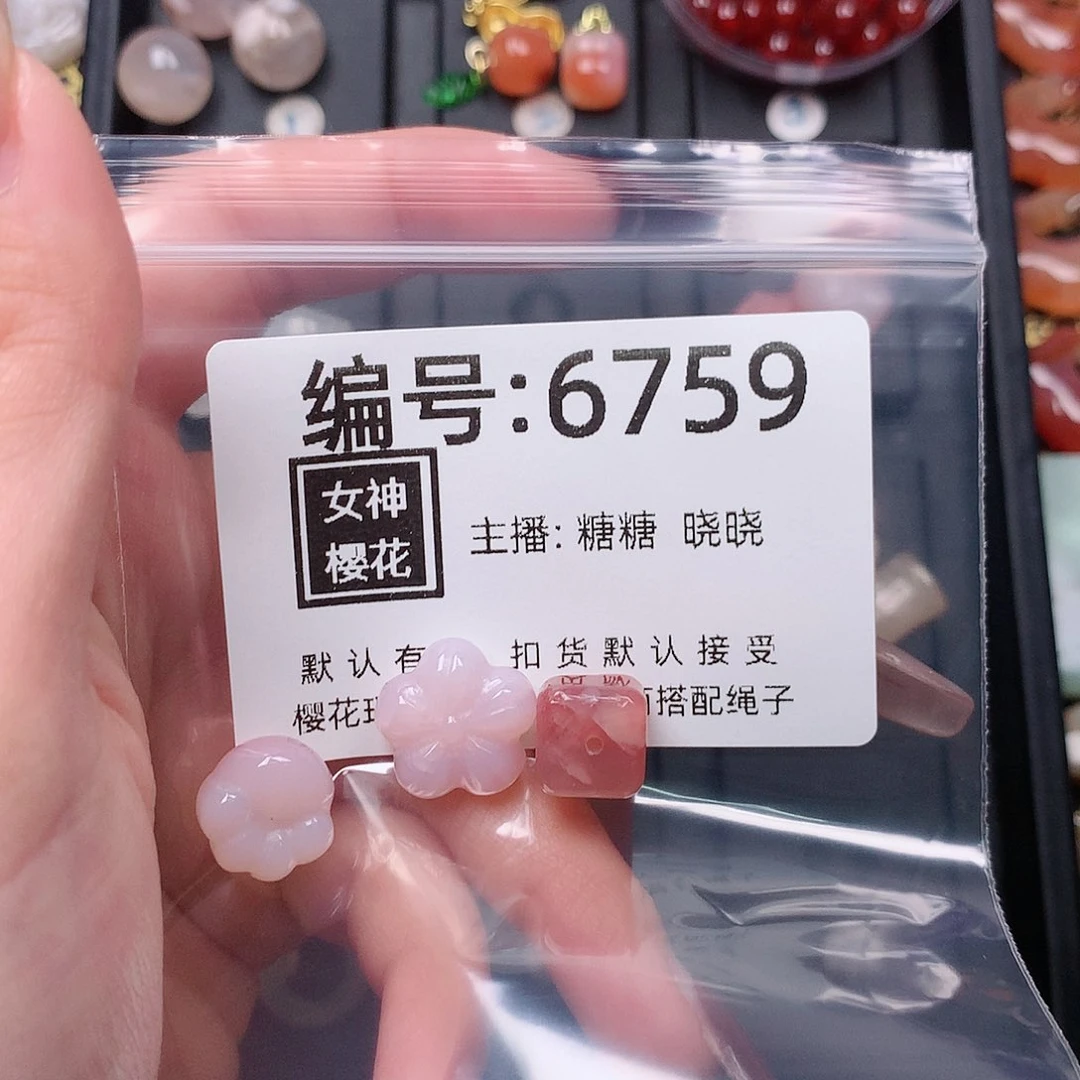 编号:6759
女神
樱花
主播: 糖糖 晓晓
默认有 扣货默认接受
樱花 搭配绳子